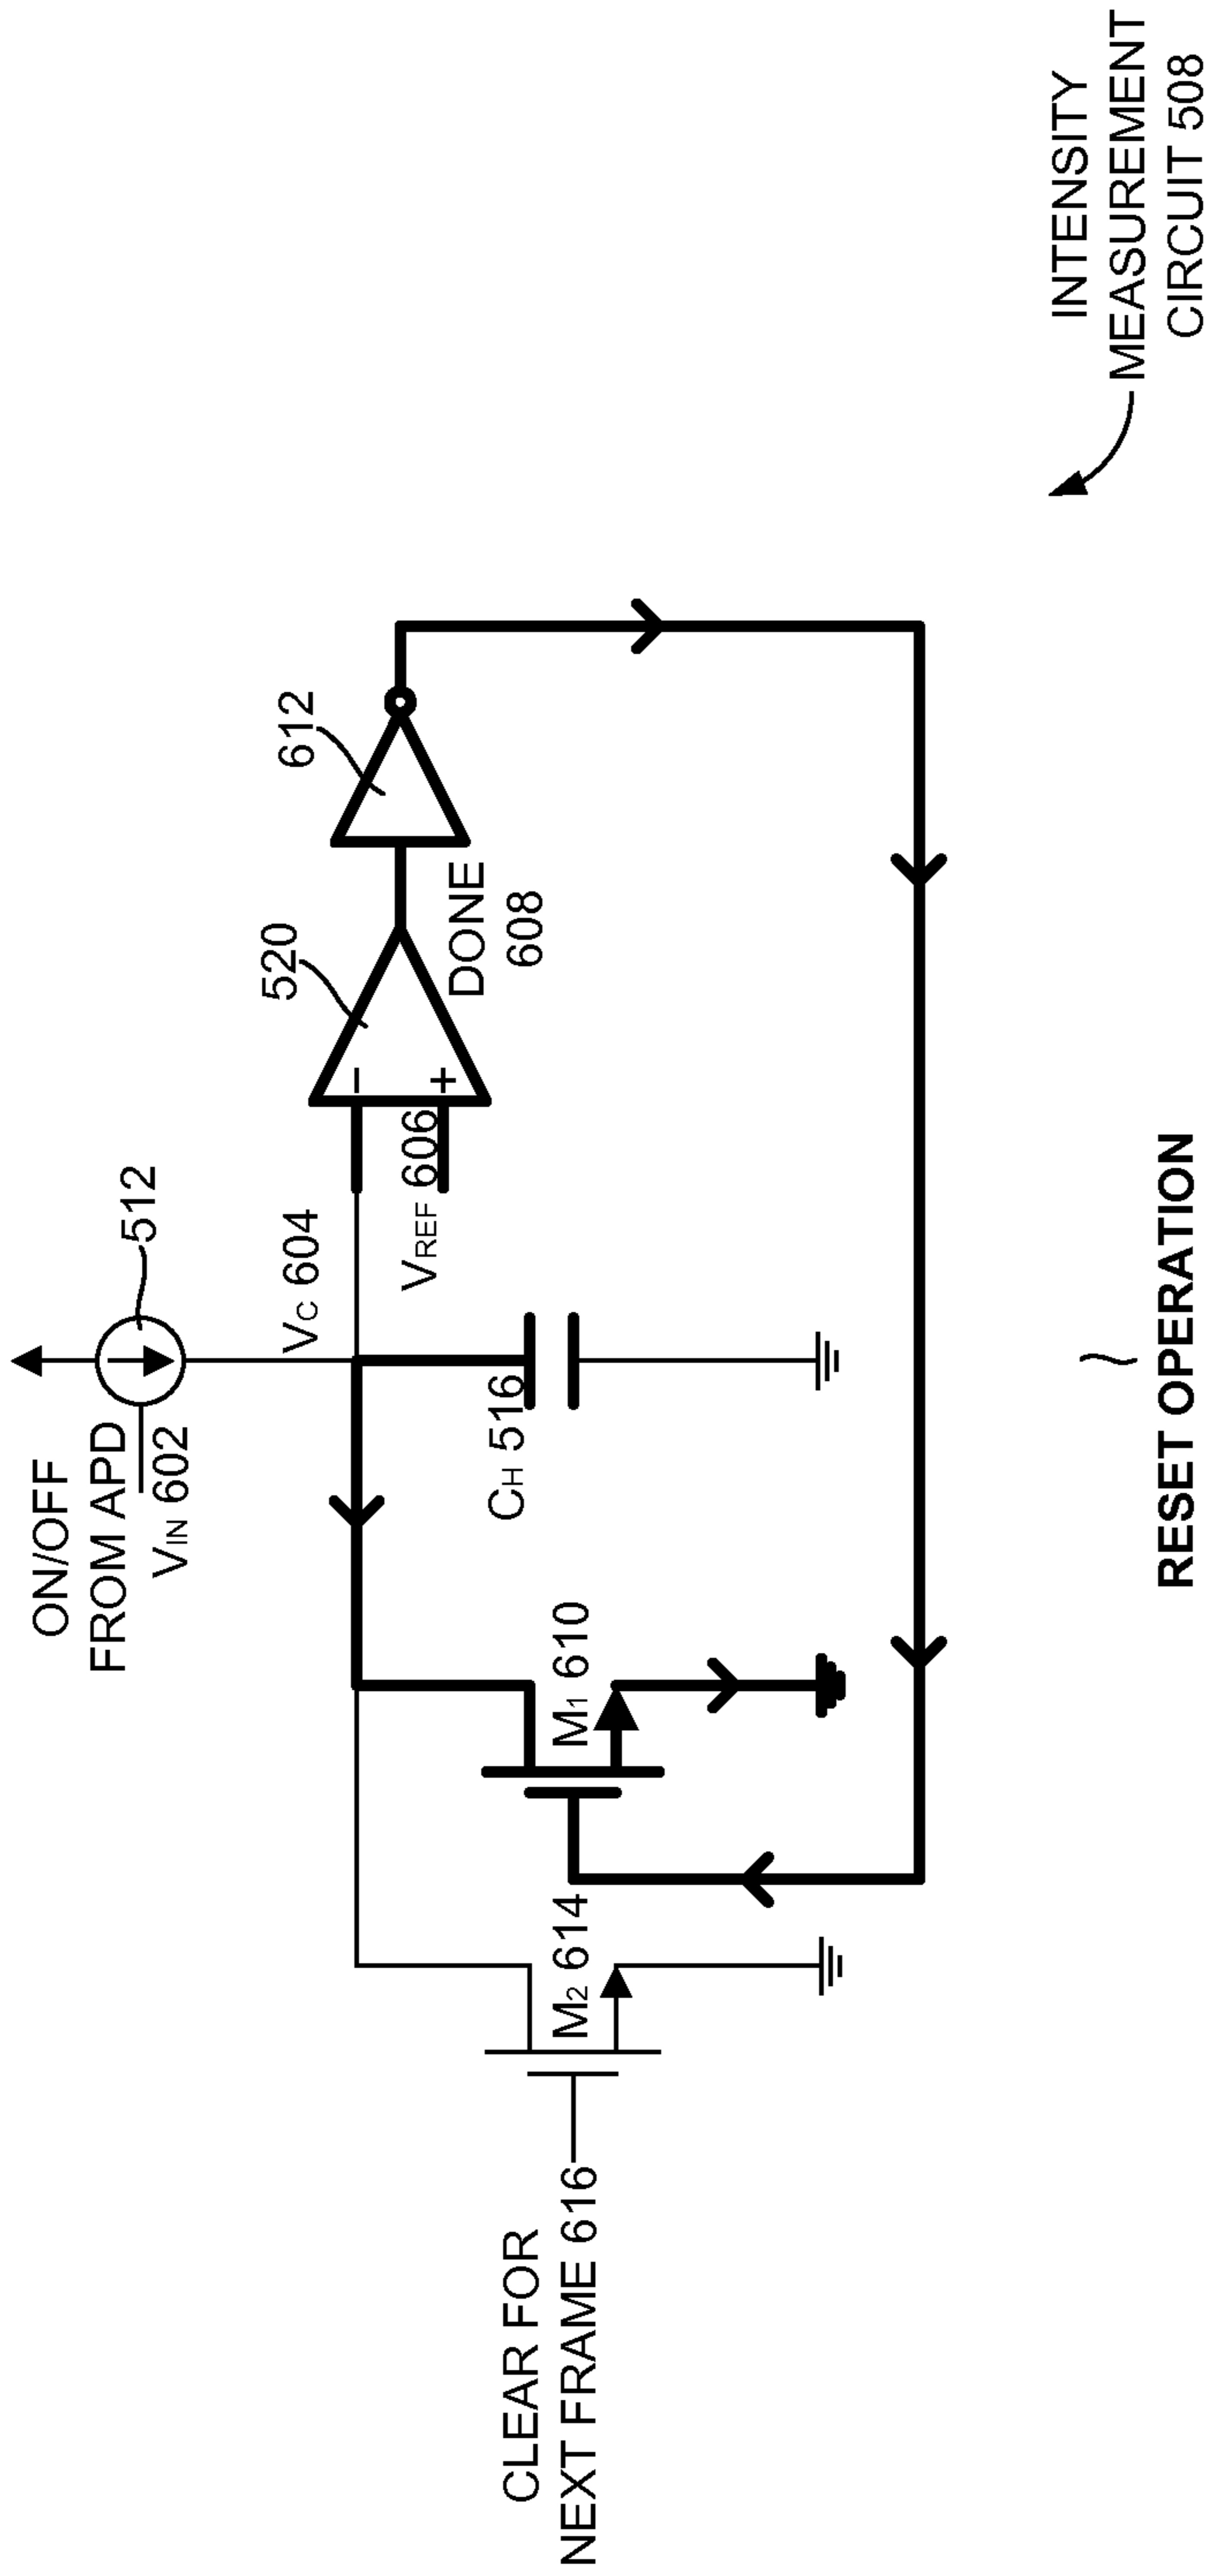 ON/OFF
FROM APD
VIN 602
512
VC 604
520
612
VREF 606
DONE
608
CH 516
M1 610
M2 614
CLEAR FOR
NEXT FRAME 616
−
+
INTENSITY
MEASUREMENT
CIRCUIT 508
RESET OPERATION